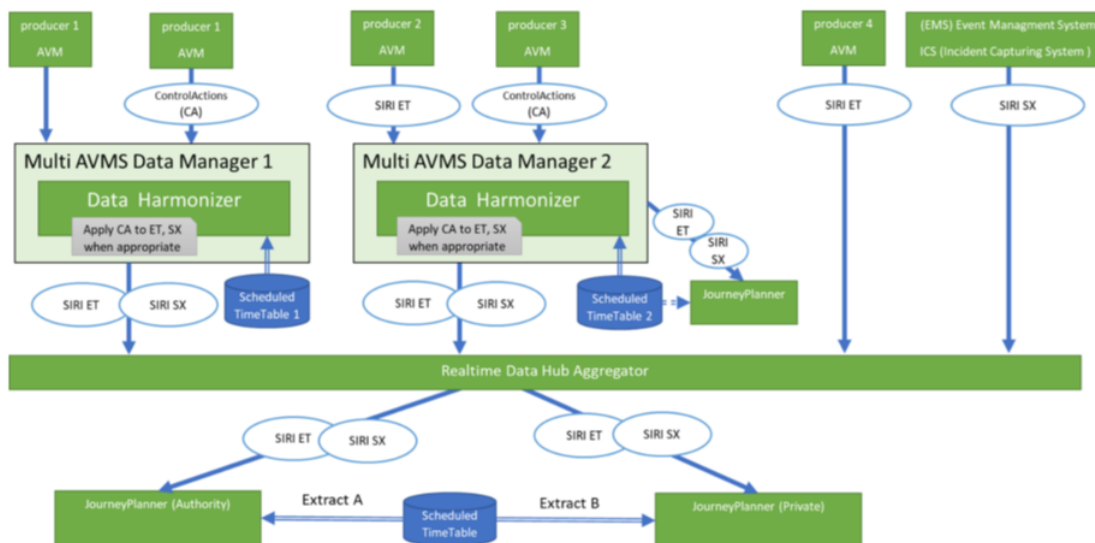 producer 1
AVM
producer 1
AVM
producer 2
AVM
producer 3
AVM
producer 4
AVM
(EMS) Event Managment System
ICS (Incident Capturing System )
ControlActions
(CA)
SIRI ET
ControlActions
(CA)
SIRI ET
SIRI SX
Multi AVMS Data Manager 1
Data Harmonizer
Apply CA to ET, SX
when appropriate
Multi AVMS Data Manager 2
Data Harmonizer
Apply CA to ET, SX
when appropriate
SIRI
ET
SIRI
SX
SIRI ET
SIRI SX
Scheduled
TimeTable 1
SIRI ET
SIRI SX
Scheduled
TimeTable 2
JourneyPlanner
Realtime Data Hub Aggregator
SIRI ET
SIRI SX
SIRI ET
SIRI SX
JourneyPlanner (Authority)
Extract A
Scheduled
TimeTable
Extract B
JourneyPlanner (Private)